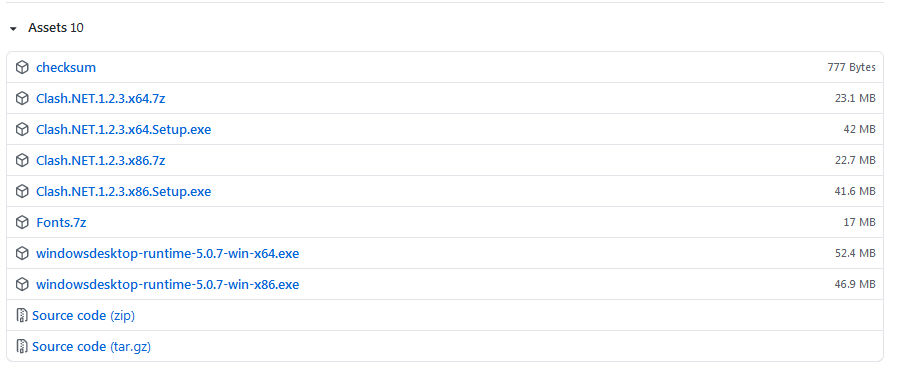 Assets 10
checksum 777 Bytes
Clash.NET.1.2.3.x64.7z 23.1 MB
Clash.NET.1.2.3.x64.Setup.exe 42 MB
Clash.NET.1.2.3.x86.7z 22.7 MB
Clash.NET.1.2.3.x86.Setup.exe 41.6 MB
Fonts.7z 17 MB
windowsdesktop-runtime-5.0.7-win-x64.exe 52.4 MB
windowsdesktop-runtime-5.0.7-win-x86.exe 46.9 MB
Source code (zip)
Source code (tar.gz)